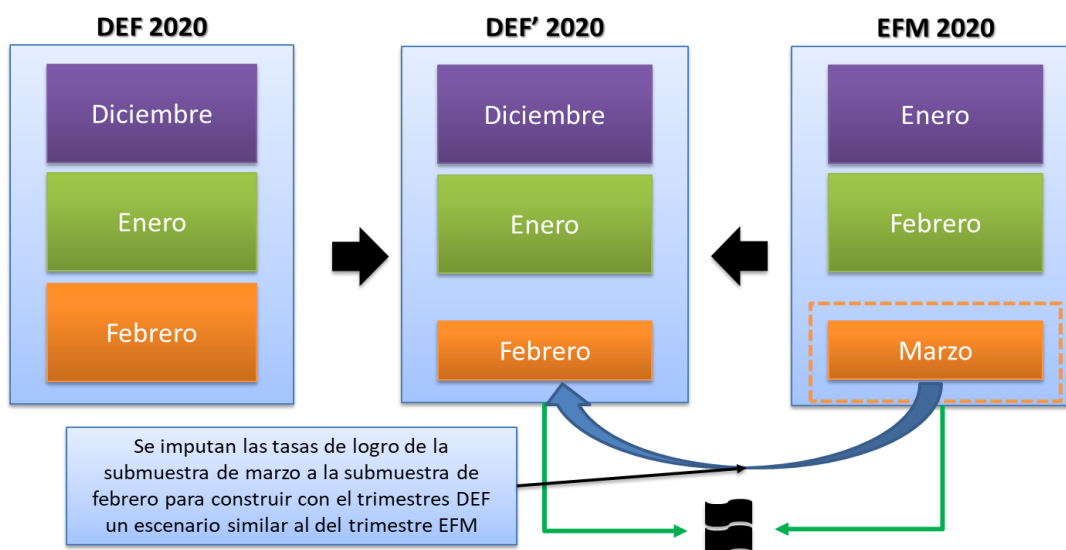 DEF 2020
DEF’ 2020
EFM 2020
Diciembre
Enero
Febrero
Diciembre
Enero
Febrero
Enero
Febrero
Marzo
Se imputan las tasas de logro de la
submuestra de marzo a la submuestra de
febrero para construir con el trimestres DEF
un escenario similar al del trimestre EFM